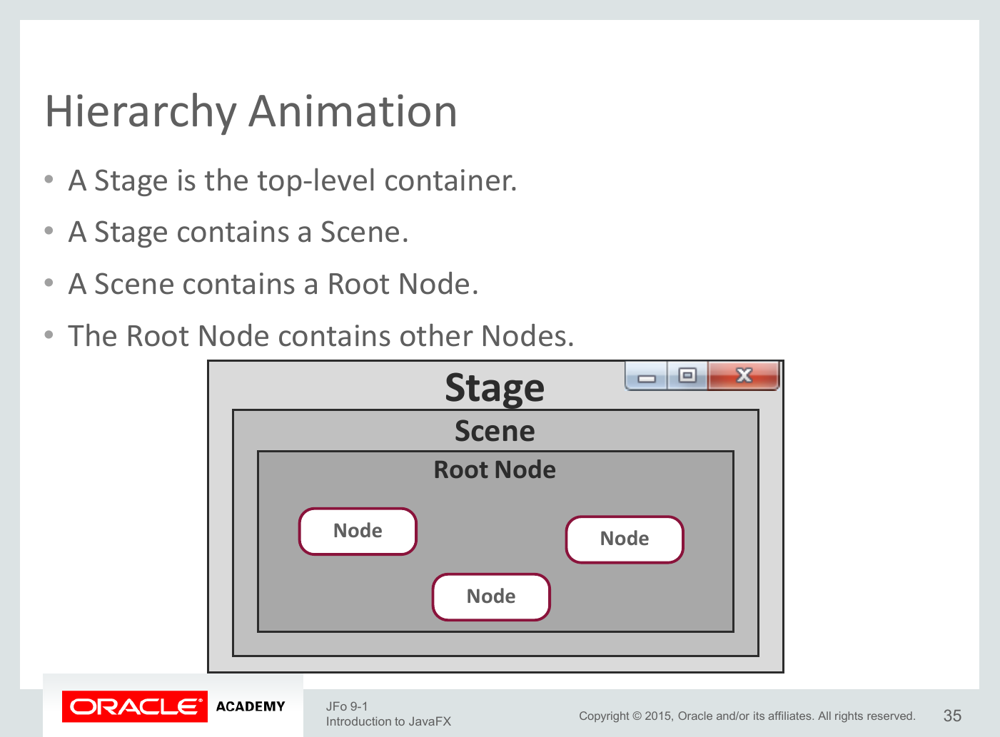 Hierarchy Animation
• A Stage is the top-level container.
• A Stage contains a Scene.
• A Scene contains a Root Node.
• The Root Node contains other Nodes.
Stage
Scene
Root Node
Node
Node
Node
ORACLE® ACADEMY
JFo 9-1
Introduction to JavaFX
Copyright © 2015, Oracle and/or its affiliates. All rights reserved.
35